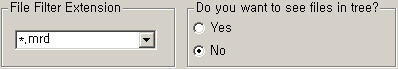 File Filter Extension
*.mrd
Do you want to see files in tree?
Yes
No